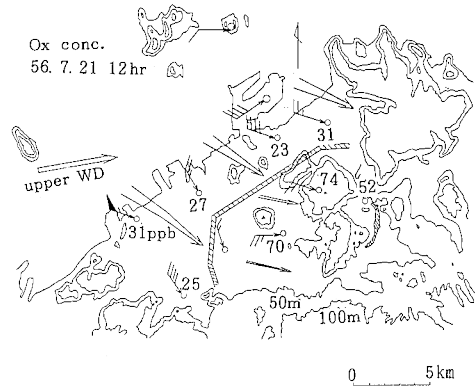 Ox conc.
56. 7. 21 12hr
upper WD
31
23
74
52
27
31ppb
70
25
50m
100m
0 5km